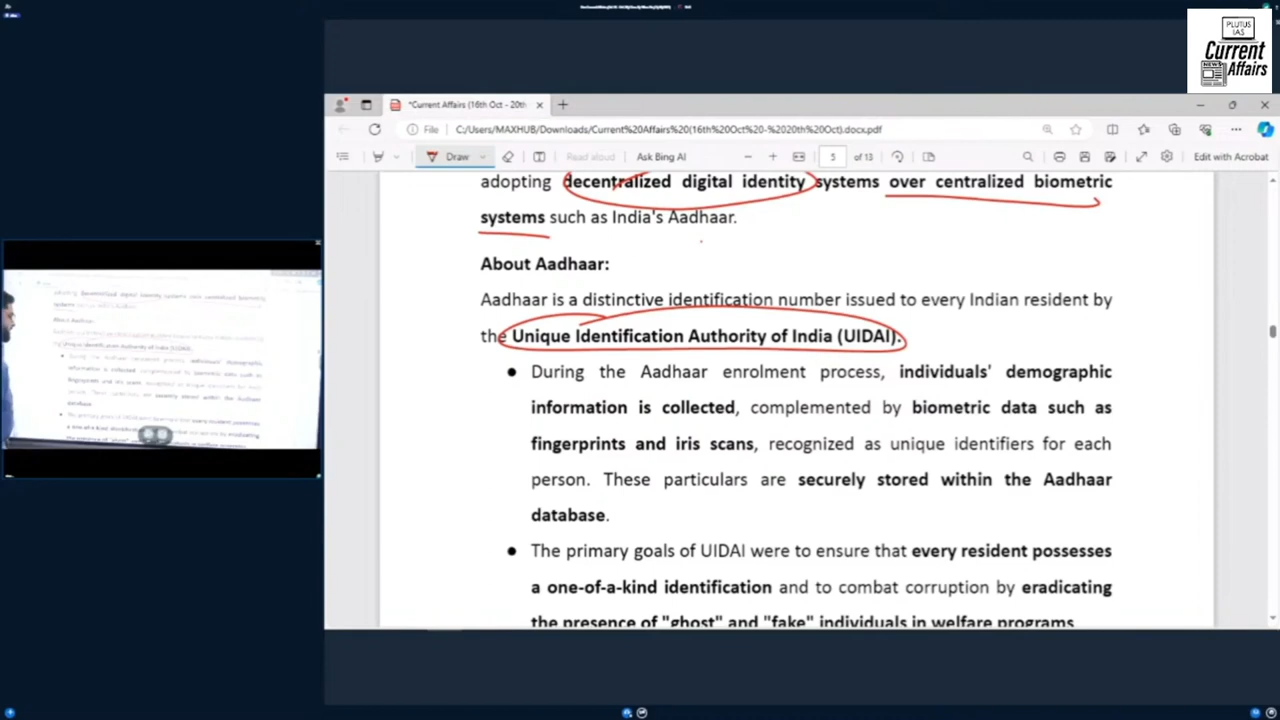 PLUTUS
IAS
Current
NEWS
Affairs
*Current Affairs (16th Oct - 20th
File
C:/Users/MAXHUB/Downloads/Current%20Affairs%20(16th%20Oct%20-%2020th%20Oct).docx.pdf
Draw
Read aloud
Ask Bing AI
5 of 13
Edit with Acrobat
adopting decentralized digital identity systems over centralized biometric
systems such as India's Aadhaar.
About Aadhaar:
Aadhaar is a distinctive identification number issued to every Indian resident by
the Unique Identification Authority of India (UIDAI).
● During the Aadhaar enrolment process, individuals' demographic
information is collected, complemented by biometric data such as
fingerprints and iris scans, recognized as unique identifiers for each
person. These particulars are securely stored within the Aadhaar
database.
● The primary goals of UIDAI were to ensure that every resident possesses
a one-of-a-kind identification and to combat corruption by eradicating
the presence of "ghost" and "fake" individuals in welfare programs